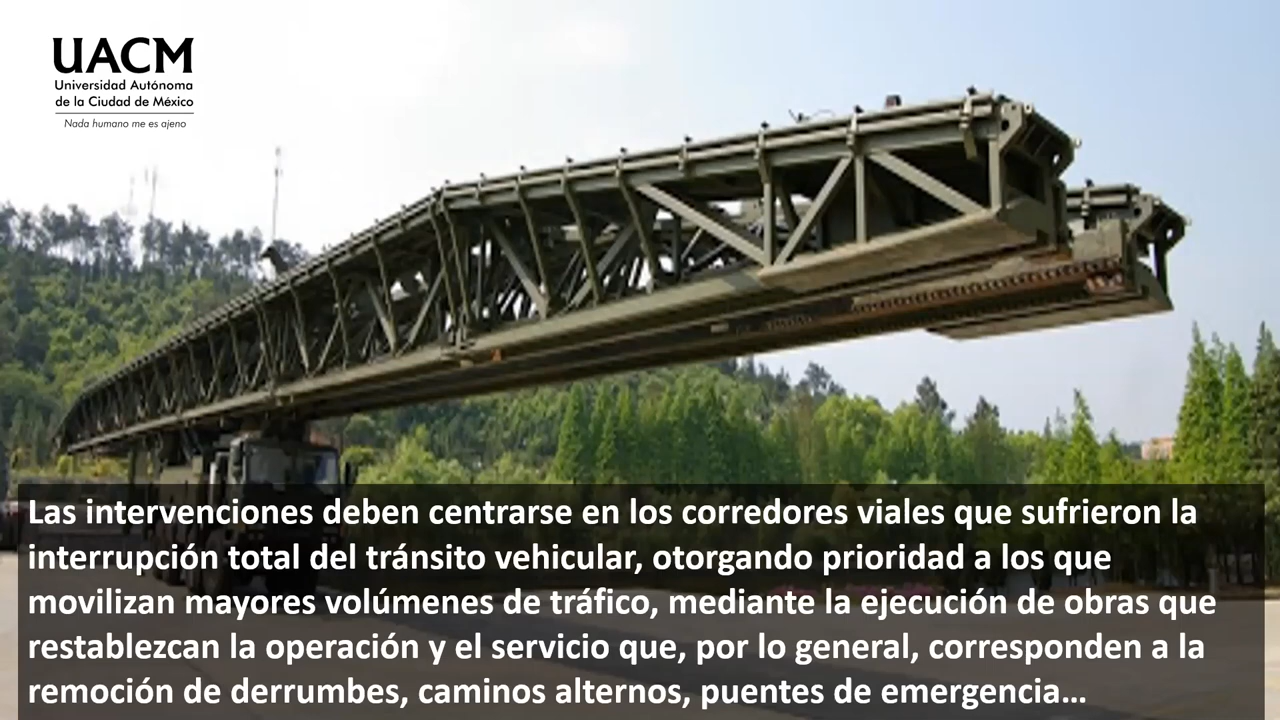 UACM
Universidad Autónoma
de la Ciudad de México
Nada humano me es ajeno
Las intervenciones deben centrarse en los corredores viales que sufrieron la
interrupción total del tránsito vehicular, otorgando prioridad a los que
movilizan mayores volúmenes de tráfico, mediante la ejecución de obras que
restablezcan la operación y el servicio que, por lo general, corresponden a la
remoción de derrumbes, caminos alternos, puentes de emergencia...